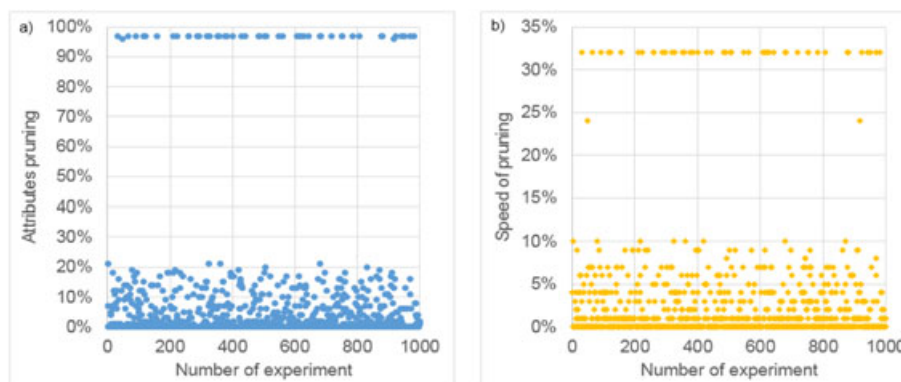 a)
Attributes pruning
100%
90%
80%
70%
60%
50%
40%
30%
20%
10%
0%
0 200 400 600 800 1000
Number of experiment
b)
Speed of pruning
35%
30%
25%
20%
15%
10%
5%
0%
0 200 400 600 800 1000
Number of experiment